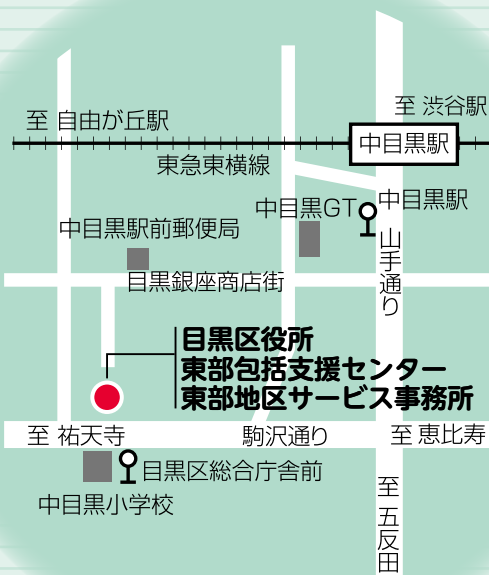 至 渋谷駅
至 自由が丘駅
中目黒駅
東急東横線
中目黒駅
中目黒GT
中目黒駅前郵便局
山手通り
目黒銀座商店街
目黒区役所
東部包括支援センター
東部地区サービス事務所
至 祐天寺
駒沢通り
至 恵比寿
目黒区総合庁舎前
中目黒小学校
至 五反田